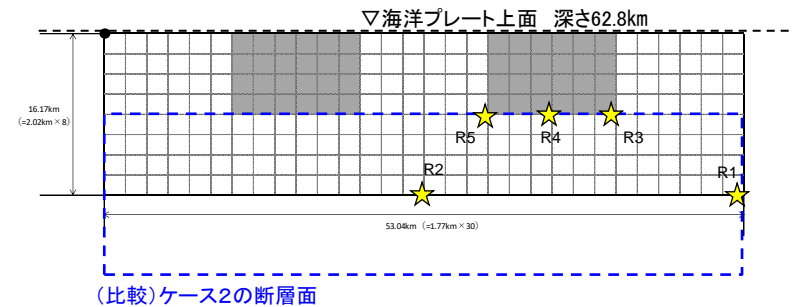 ▽海洋プレート上面 深さ62.8km
16.17km
(=2.02km×8)
R5
R4
R3
R2
R1
53.04km (=1.77km×30)
(比較)ケース2の断層面